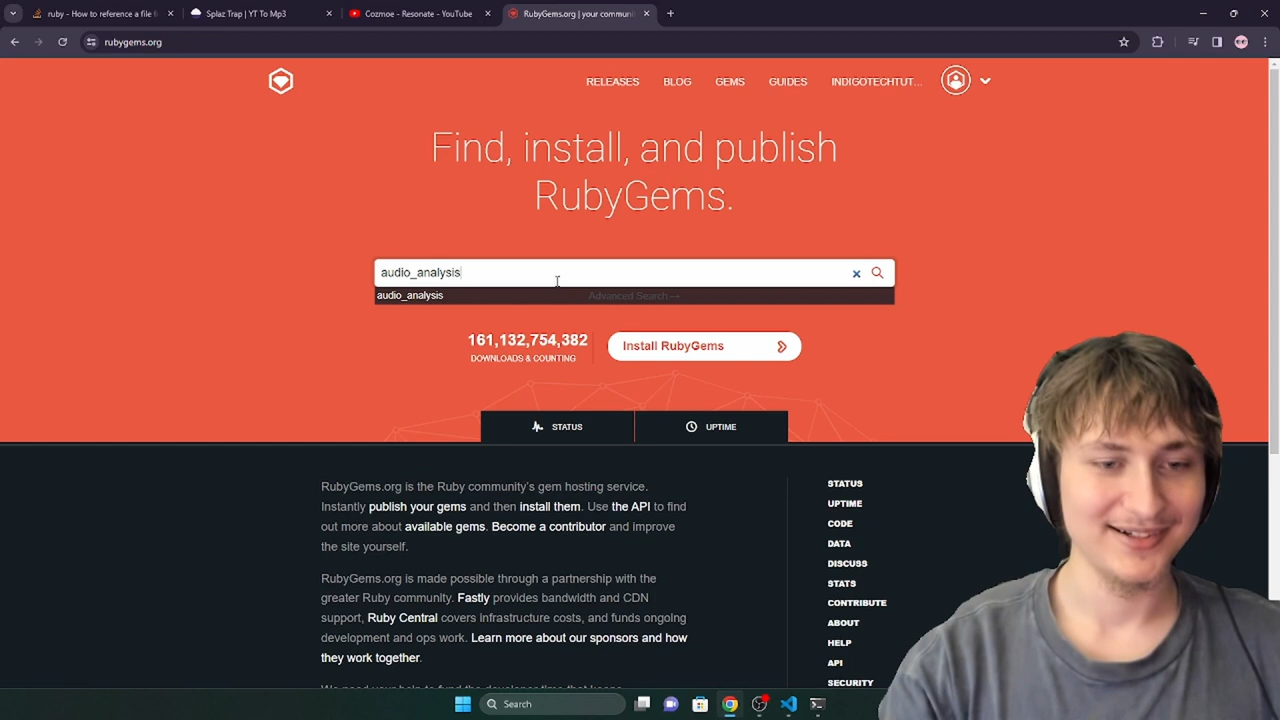 ruby - How to reference a file f
Splaz Trap | YT To Mp3
Cozmoe - Resonate - YouTube
RubyGems.org | your communi
rubygems.org
RELEASES
BLOG
GEMS
GUIDES
INDIGOTECHTUT...
Find, install, and publish
RubyGems.
audio_analysis
audio_analysis
Advanced Search →
161,132,754,382
DOWNLOADS & COUNTING
Install RubyGems
STATUS
UPTIME
RubyGems.org is the Ruby community's gem hosting service.
Instantly publish your gems and then install them. Use the API to find
out more about available gems. Become a contributor and improve
the site yourself.
RubyGems.org is made possible through a partnership with the
greater Ruby community. Fastly provides bandwidth and CDN
support, Ruby Central covers infrastructure costs, and funds ongoing
development and ops work. Learn more about our sponsors and how
they work together.
STATUS
UPTIME
CODE
DATA
DISCUSS
STATS
CONTRIBUTE
ABOUT
HELP
API
SECURITY
Search